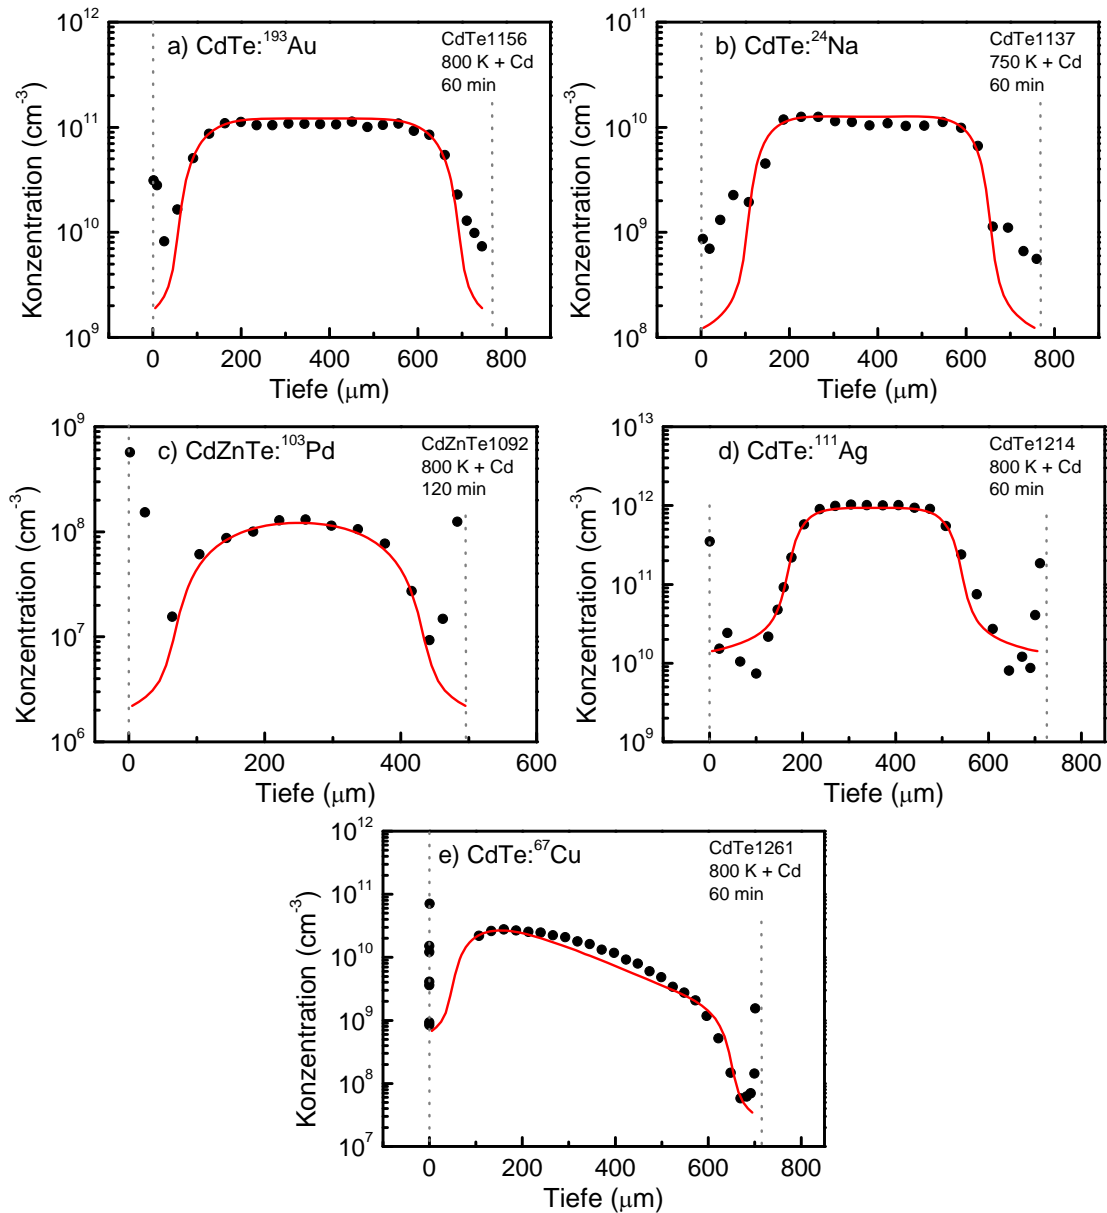 10¹²
a) CdTe:¹⁹³Au
CdTe1156
800 K + Cd
60 min
10¹¹
10¹⁰
10⁹
Konzentration (cm⁻³)
0 200 400 600 800
Tiefe (μm)
10¹¹
b) CdTe:²⁴Na
CdTe1137
750 K + Cd
60 min
10¹⁰
10⁹
10⁸
Konzentration (cm⁻³)
0 200 400 600 800
Tiefe (μm)
10⁹
c) CdZnTe:¹⁰³Pd
CdZnTe1092
800 K + Cd
120 min
10⁸
10⁷
10⁶
Konzentration (cm⁻³)
0 200 400 600
Tiefe (μm)
10¹³
d) CdTe:¹¹¹Ag
CdTe1214
800 K + Cd
60 min
10¹²
10¹¹
10¹⁰
10⁹
Konzentration (cm⁻³)
0 200 400 600 800
Tiefe (μm)
10¹²
e) CdTe:⁶⁷Cu
CdTe1261
800 K + Cd
60 min
10¹¹
10¹⁰
10⁹
10⁸
10⁷
Konzentration (cm⁻³)
0 200 400 600 800
Tiefe (μm)